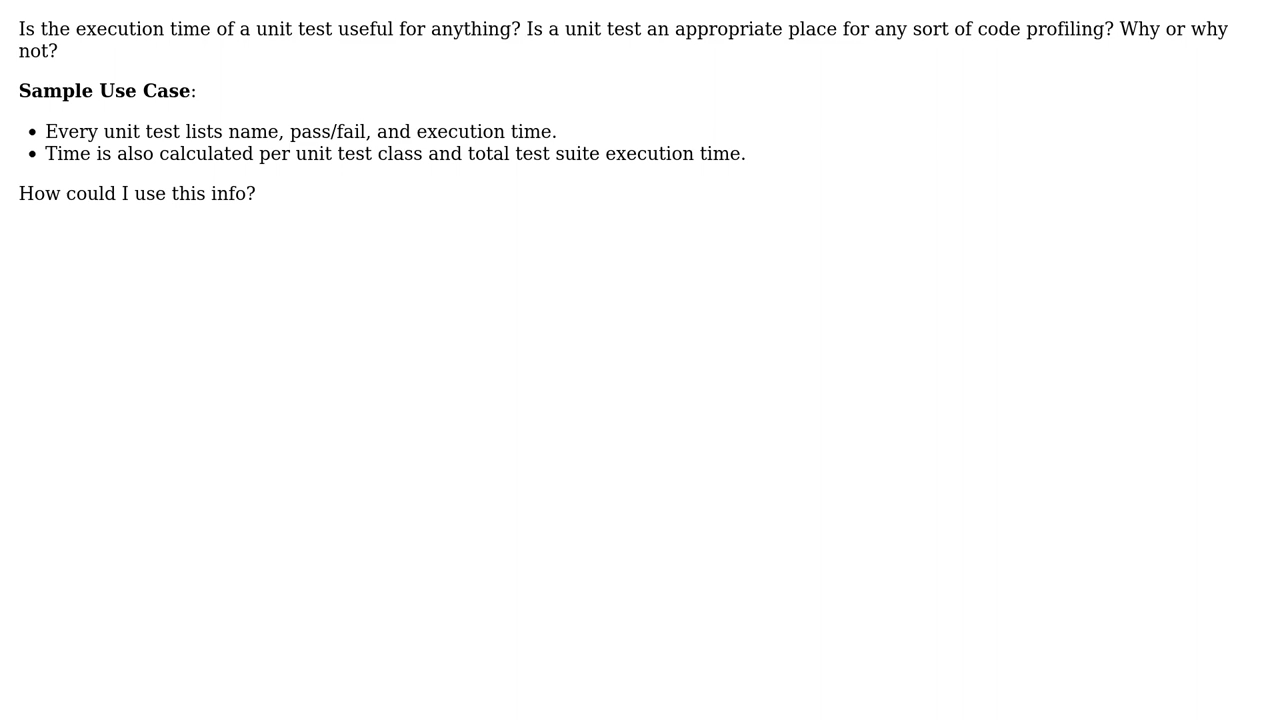 Is the execution time of a unit test useful for anything? Is a unit test an appropriate place for any sort of code profiling? Why or why
not?
Sample Use Case:
• Every unit test lists name, pass/fail, and execution time.
• Time is also calculated per unit test class and total test suite execution time.
How could I use this info?